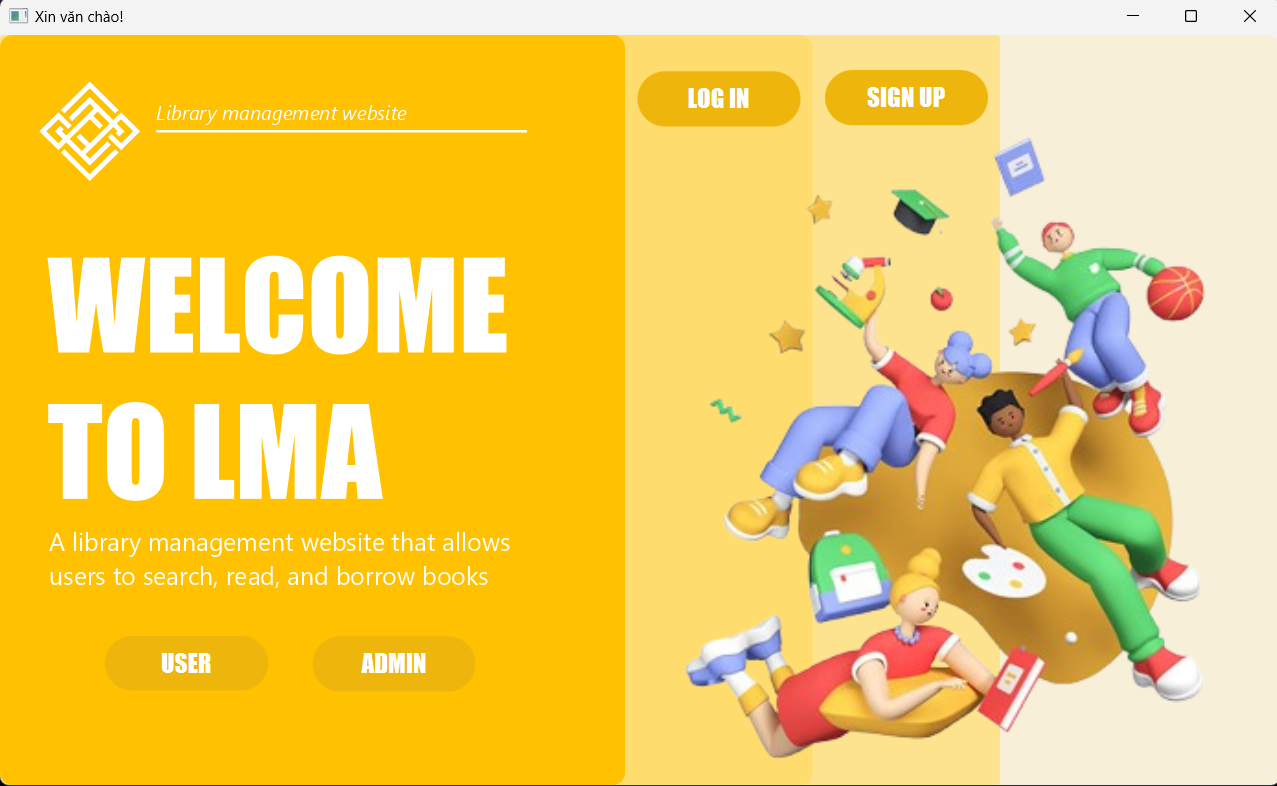 Xin văn chào!
Library management website
LOG IN
SIGN UP
WELCOME
TO LMA
A library management website that allows
users to search, read, and borrow books
USER
ADMIN